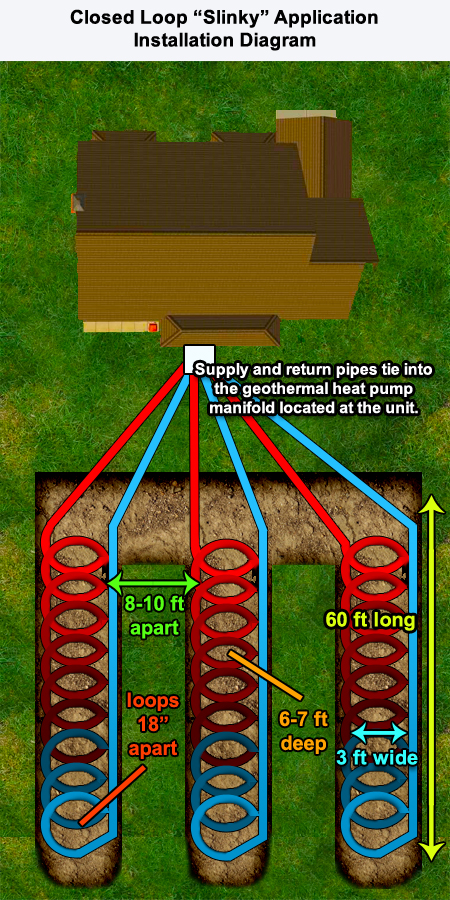 Closed Loop “Slinky” Application
Installation Diagram
Supply and return pipes tie into
the geothermal heat pump
manifold located at the unit.
8-10 ft
apart
60 ft long
loops
18”
apart
6-7 ft
deep
3 ft wide